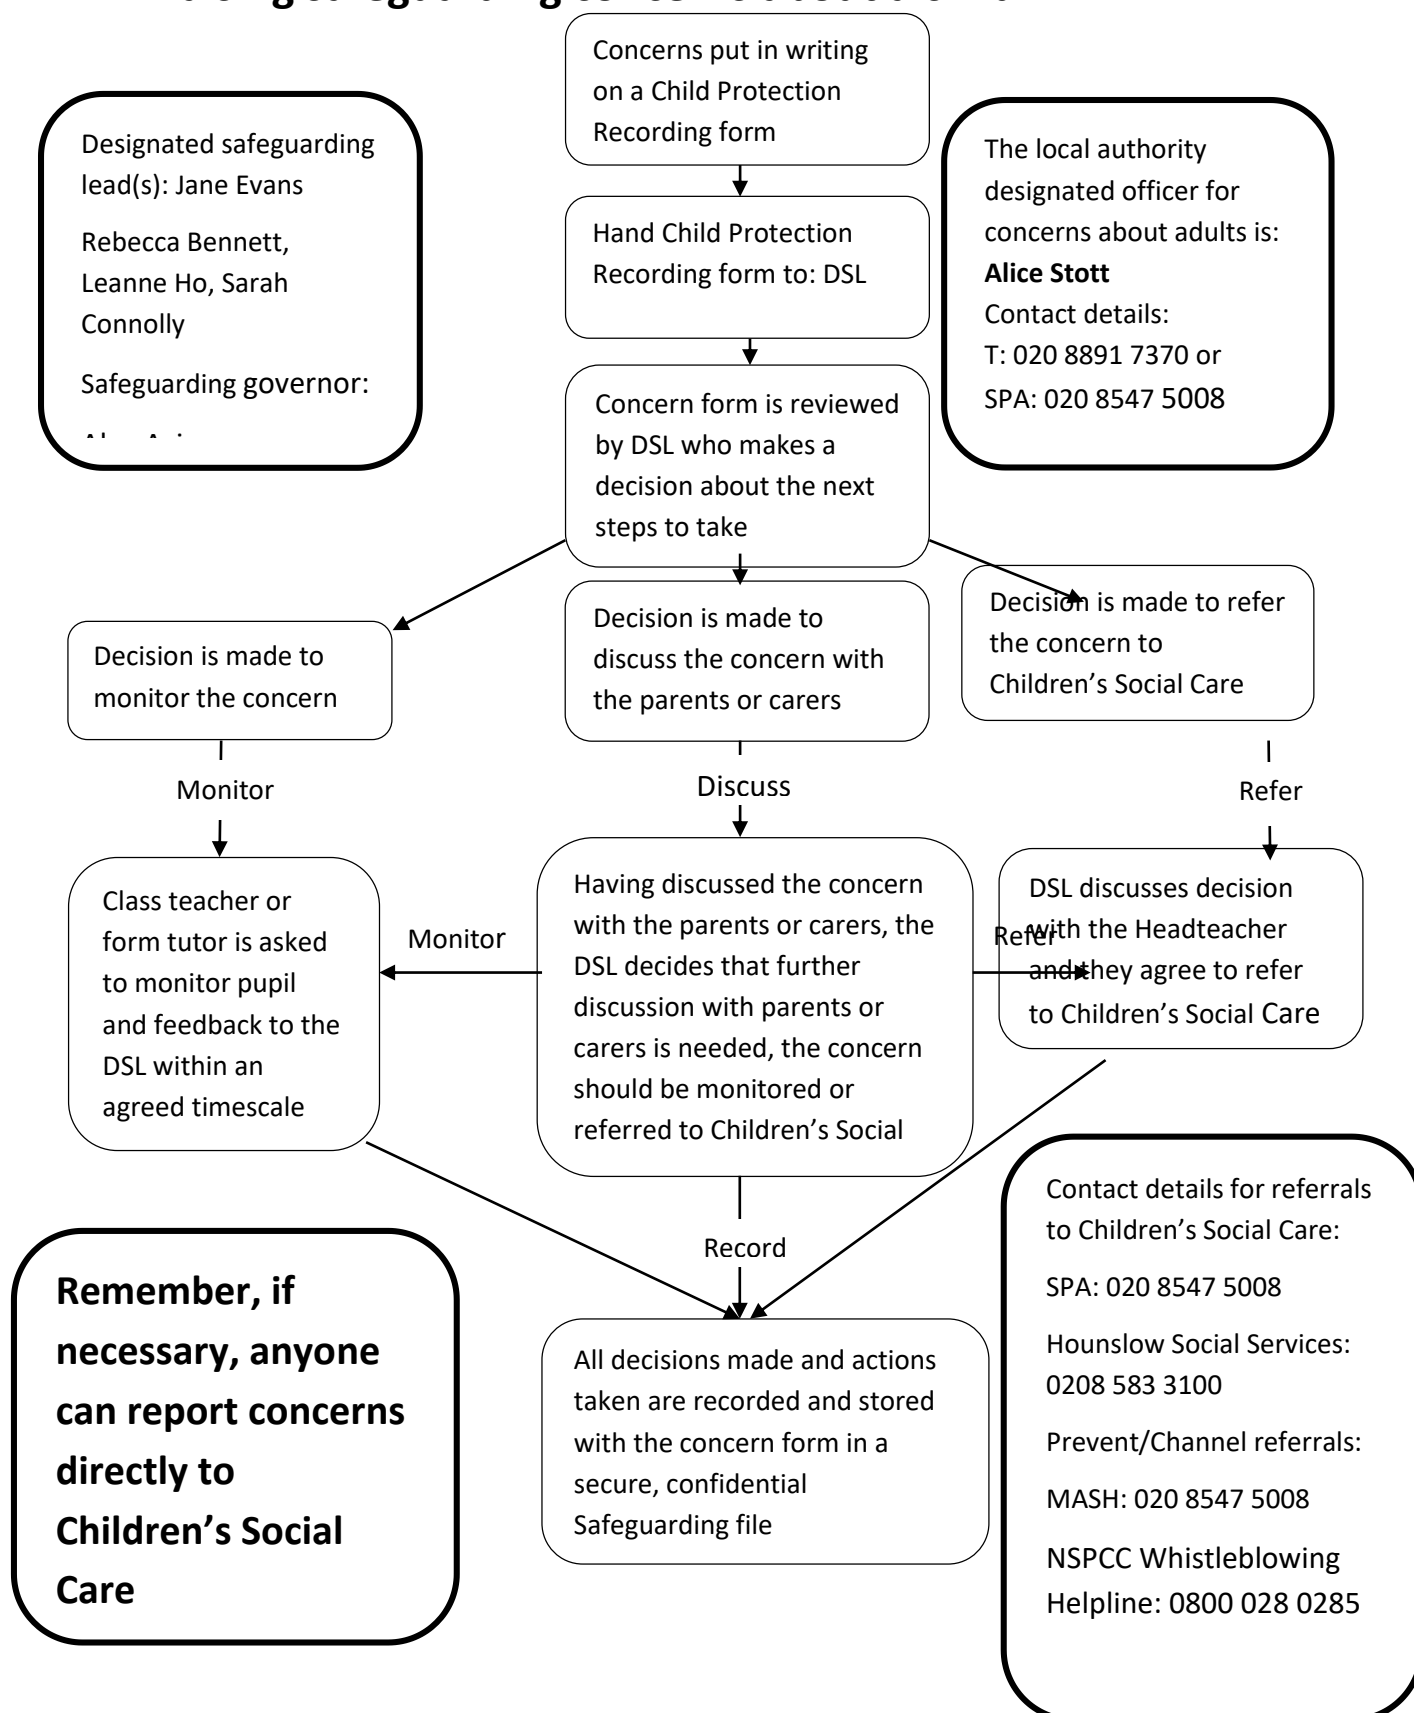 Concerns put in writing
on a Child Protection
Recording form
Designated safeguarding
lead(s): Jane Evans
Rebecca Bennett,
Leanne Ho, Sarah
Connolly
Safeguarding governor:
Hand Child Protection
Recording form to: DSL
The local authority
designated officer for
concerns about adults is:
Alice Stott
Contact details:
T: 020 8891 7370 or
SPA: 020 8547 5008
Concern form is reviewed
by DSL who makes a
decision about the next
steps to take
Decision is made to
monitor the concern
Decision is made to
discuss the concern with
the parents or carers
Decision is made to refer
the concern to
Children’s Social Care
Monitor
Discuss
Refer
Class teacher or
form tutor is asked
to monitor pupil
and feedback to the
DSL within an
agreed timescale
Monitor
Having discussed the concern
with the parents or carers, the
DSL decides that further
discussion with parents or
carers is needed, the concern
should be monitored or
referred to Children’s Social
Refer
DSL discusses decision
with the Headteacher
and they agree to refer
to Children’s Social Care
Record
Remember, if
necessary, anyone
can report concerns
directly to
Children’s Social
Care
All decisions made and actions
taken are recorded and stored
with the concern form in a
secure, confidential
Safeguarding file
Contact details for referrals
to Children’s Social Care:
SPA: 020 8547 5008
Hounslow Social Services:
0208 583 3100
Prevent/Channel referrals:
MASH: 020 8547 5008
NSPCC Whistleblowing
Helpline: 0800 028 0285